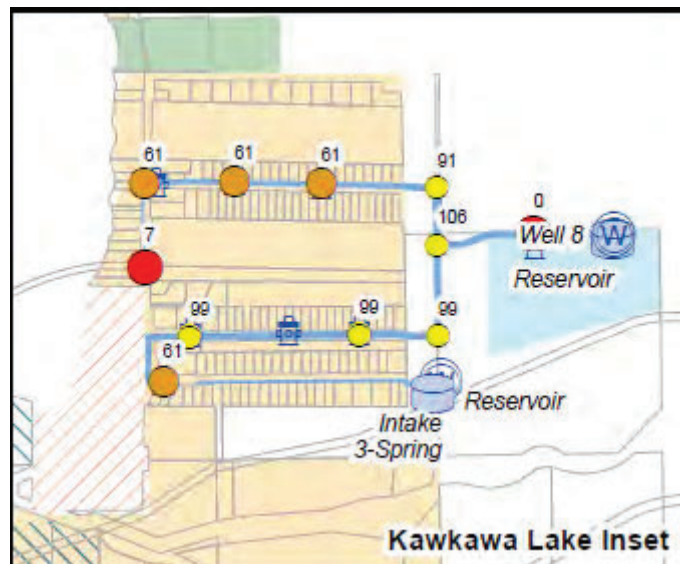 61
61
61
91
7
106
0
Well 8
W
Reservoir
99
99
99
61
Reservoir
Intake
3-Spring
Kawkawa Lake Inset